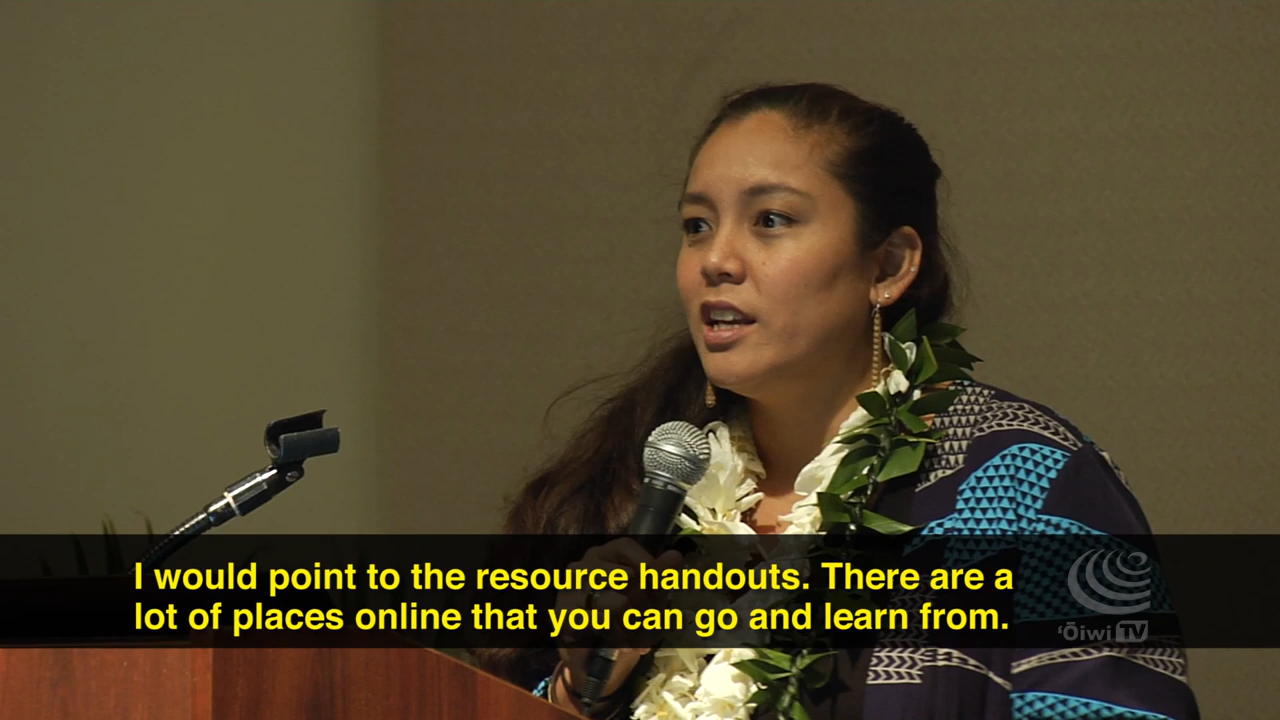 I would point to the resource handouts. There are a
lot of places online that you can go and learn from.
ʻŌiwi TV